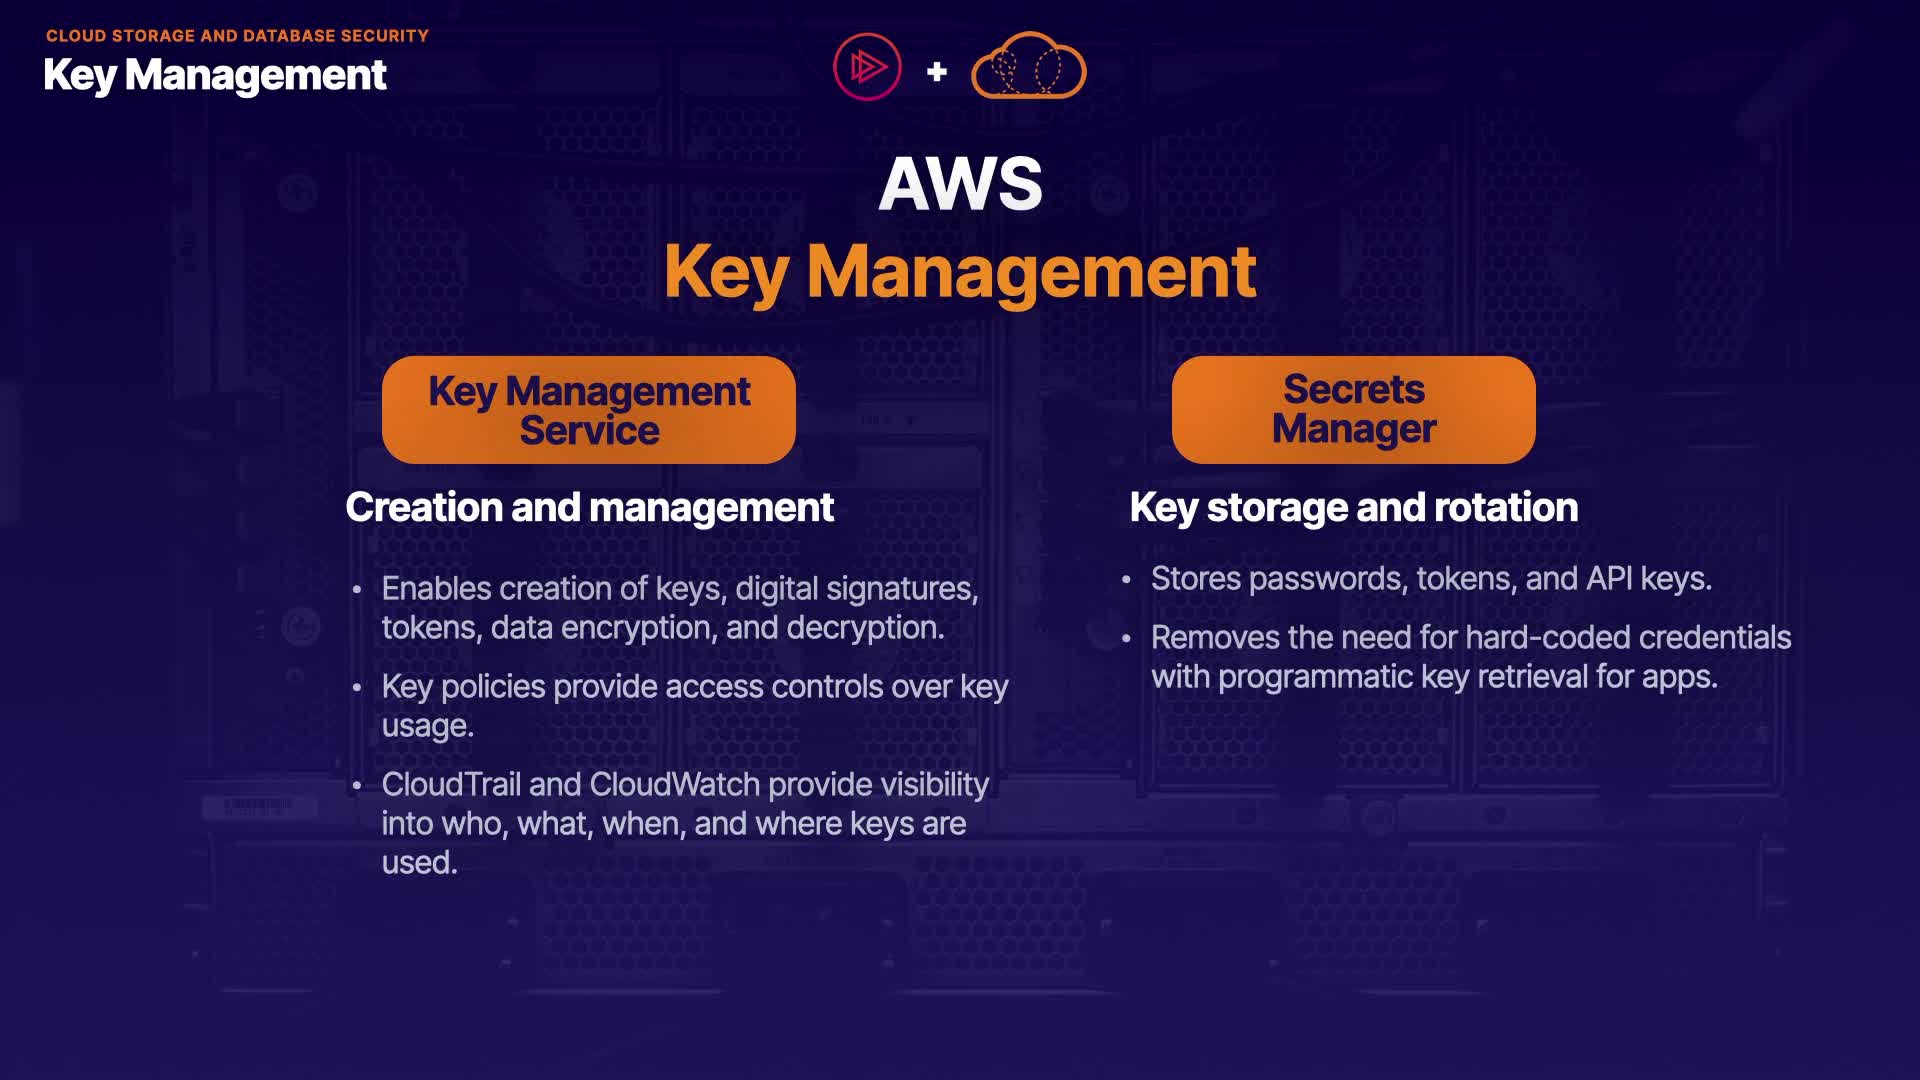 CLOUD STORAGE AND DATABASE SECURITY
Key Management
+
AWS
Key Management
Key Management
Service
Creation and management
• Enables creation of keys, digital signatures,
tokens, data encryption, and decryption.
• Key policies provide access controls over key
usage.
• CloudTrail and CloudWatch provide visibility
into who, what, when, and where keys are
used.
Secrets
Manager
Key storage and rotation
• Stores passwords, tokens, and API keys.
• Removes the need for hard-coded credentials
with programmatic key retrieval for apps.